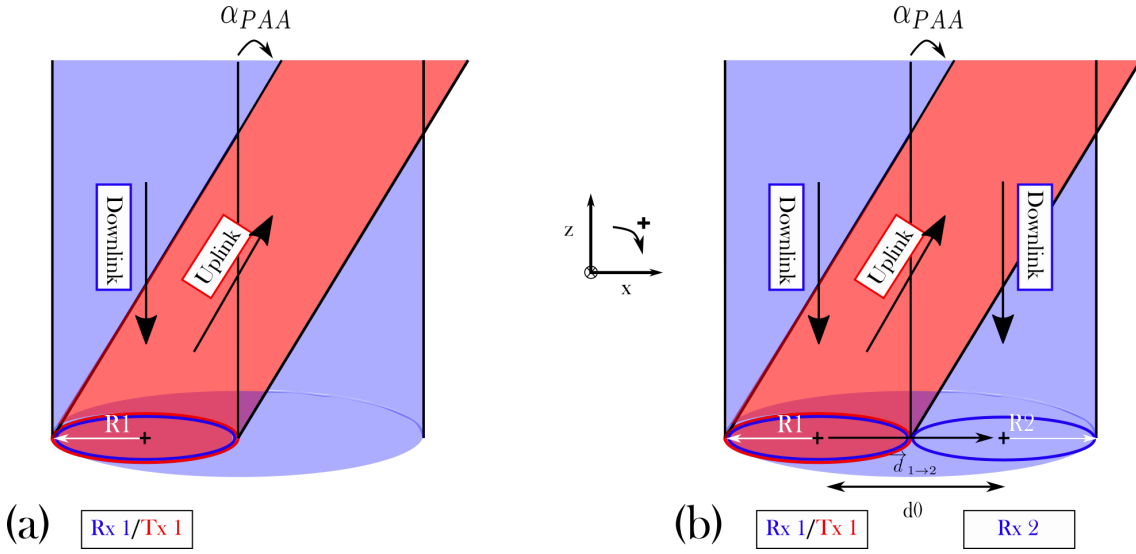 α_PAA
Downlink
Uplink
R1
(a)
Rx 1/Tx 1
z
x
+
α_PAA
Downlink
Uplink
Downlink
R1
R2
d⃗ 1→2
d0
(b)
Rx 1/Tx 1
Rx 2